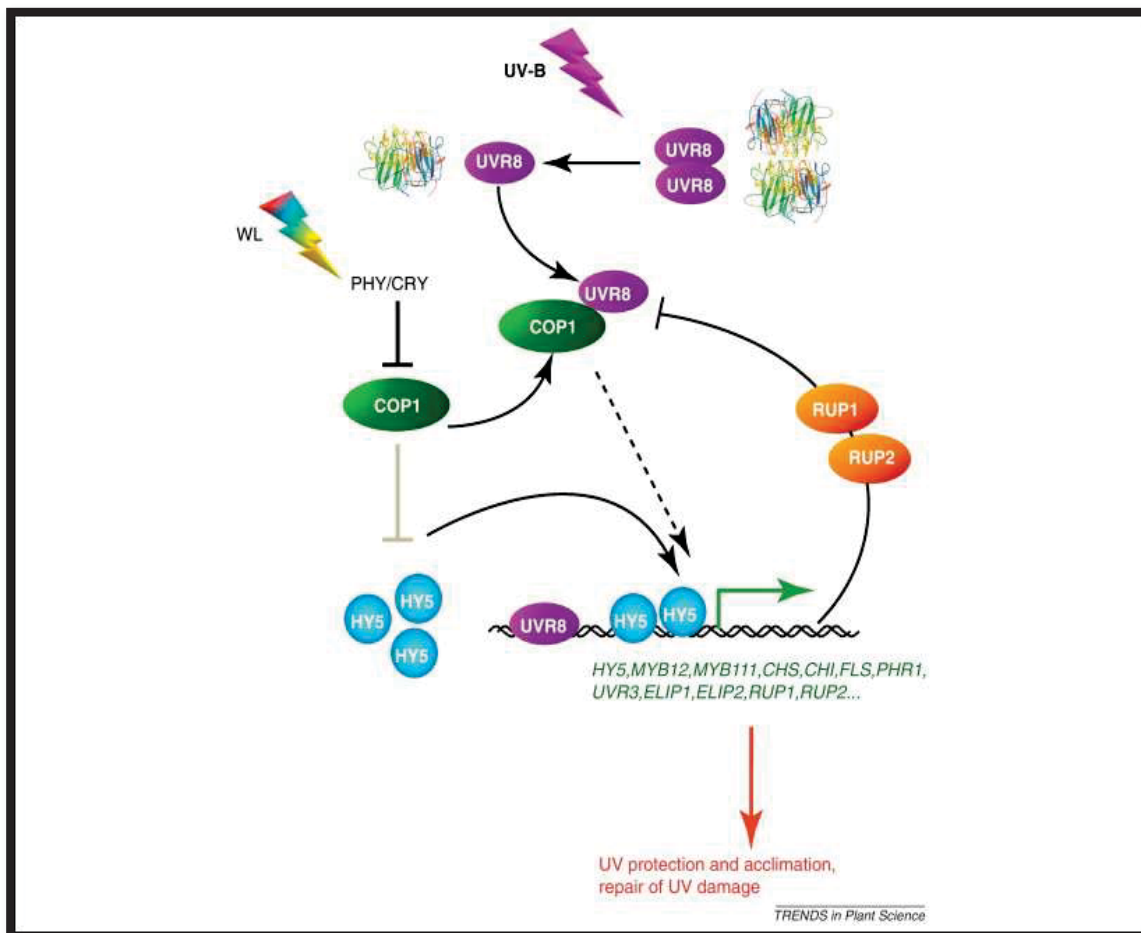 UV-B
UVR8
UVR8
UVR8
WL
PHY/CRY
UVR8
COP1
COP1
RUP1
RUP2
HY5
HY5
HY5
UVR8
HY5
HY5
HY5,MYB12,MYB111,CHS,CHI,FLS,PHR1,
UVR3,ELIP1,ELIP2,RUP1,RUP2...
UV protection and acclimation,
repair of UV damage
TRENDS in Plant Science